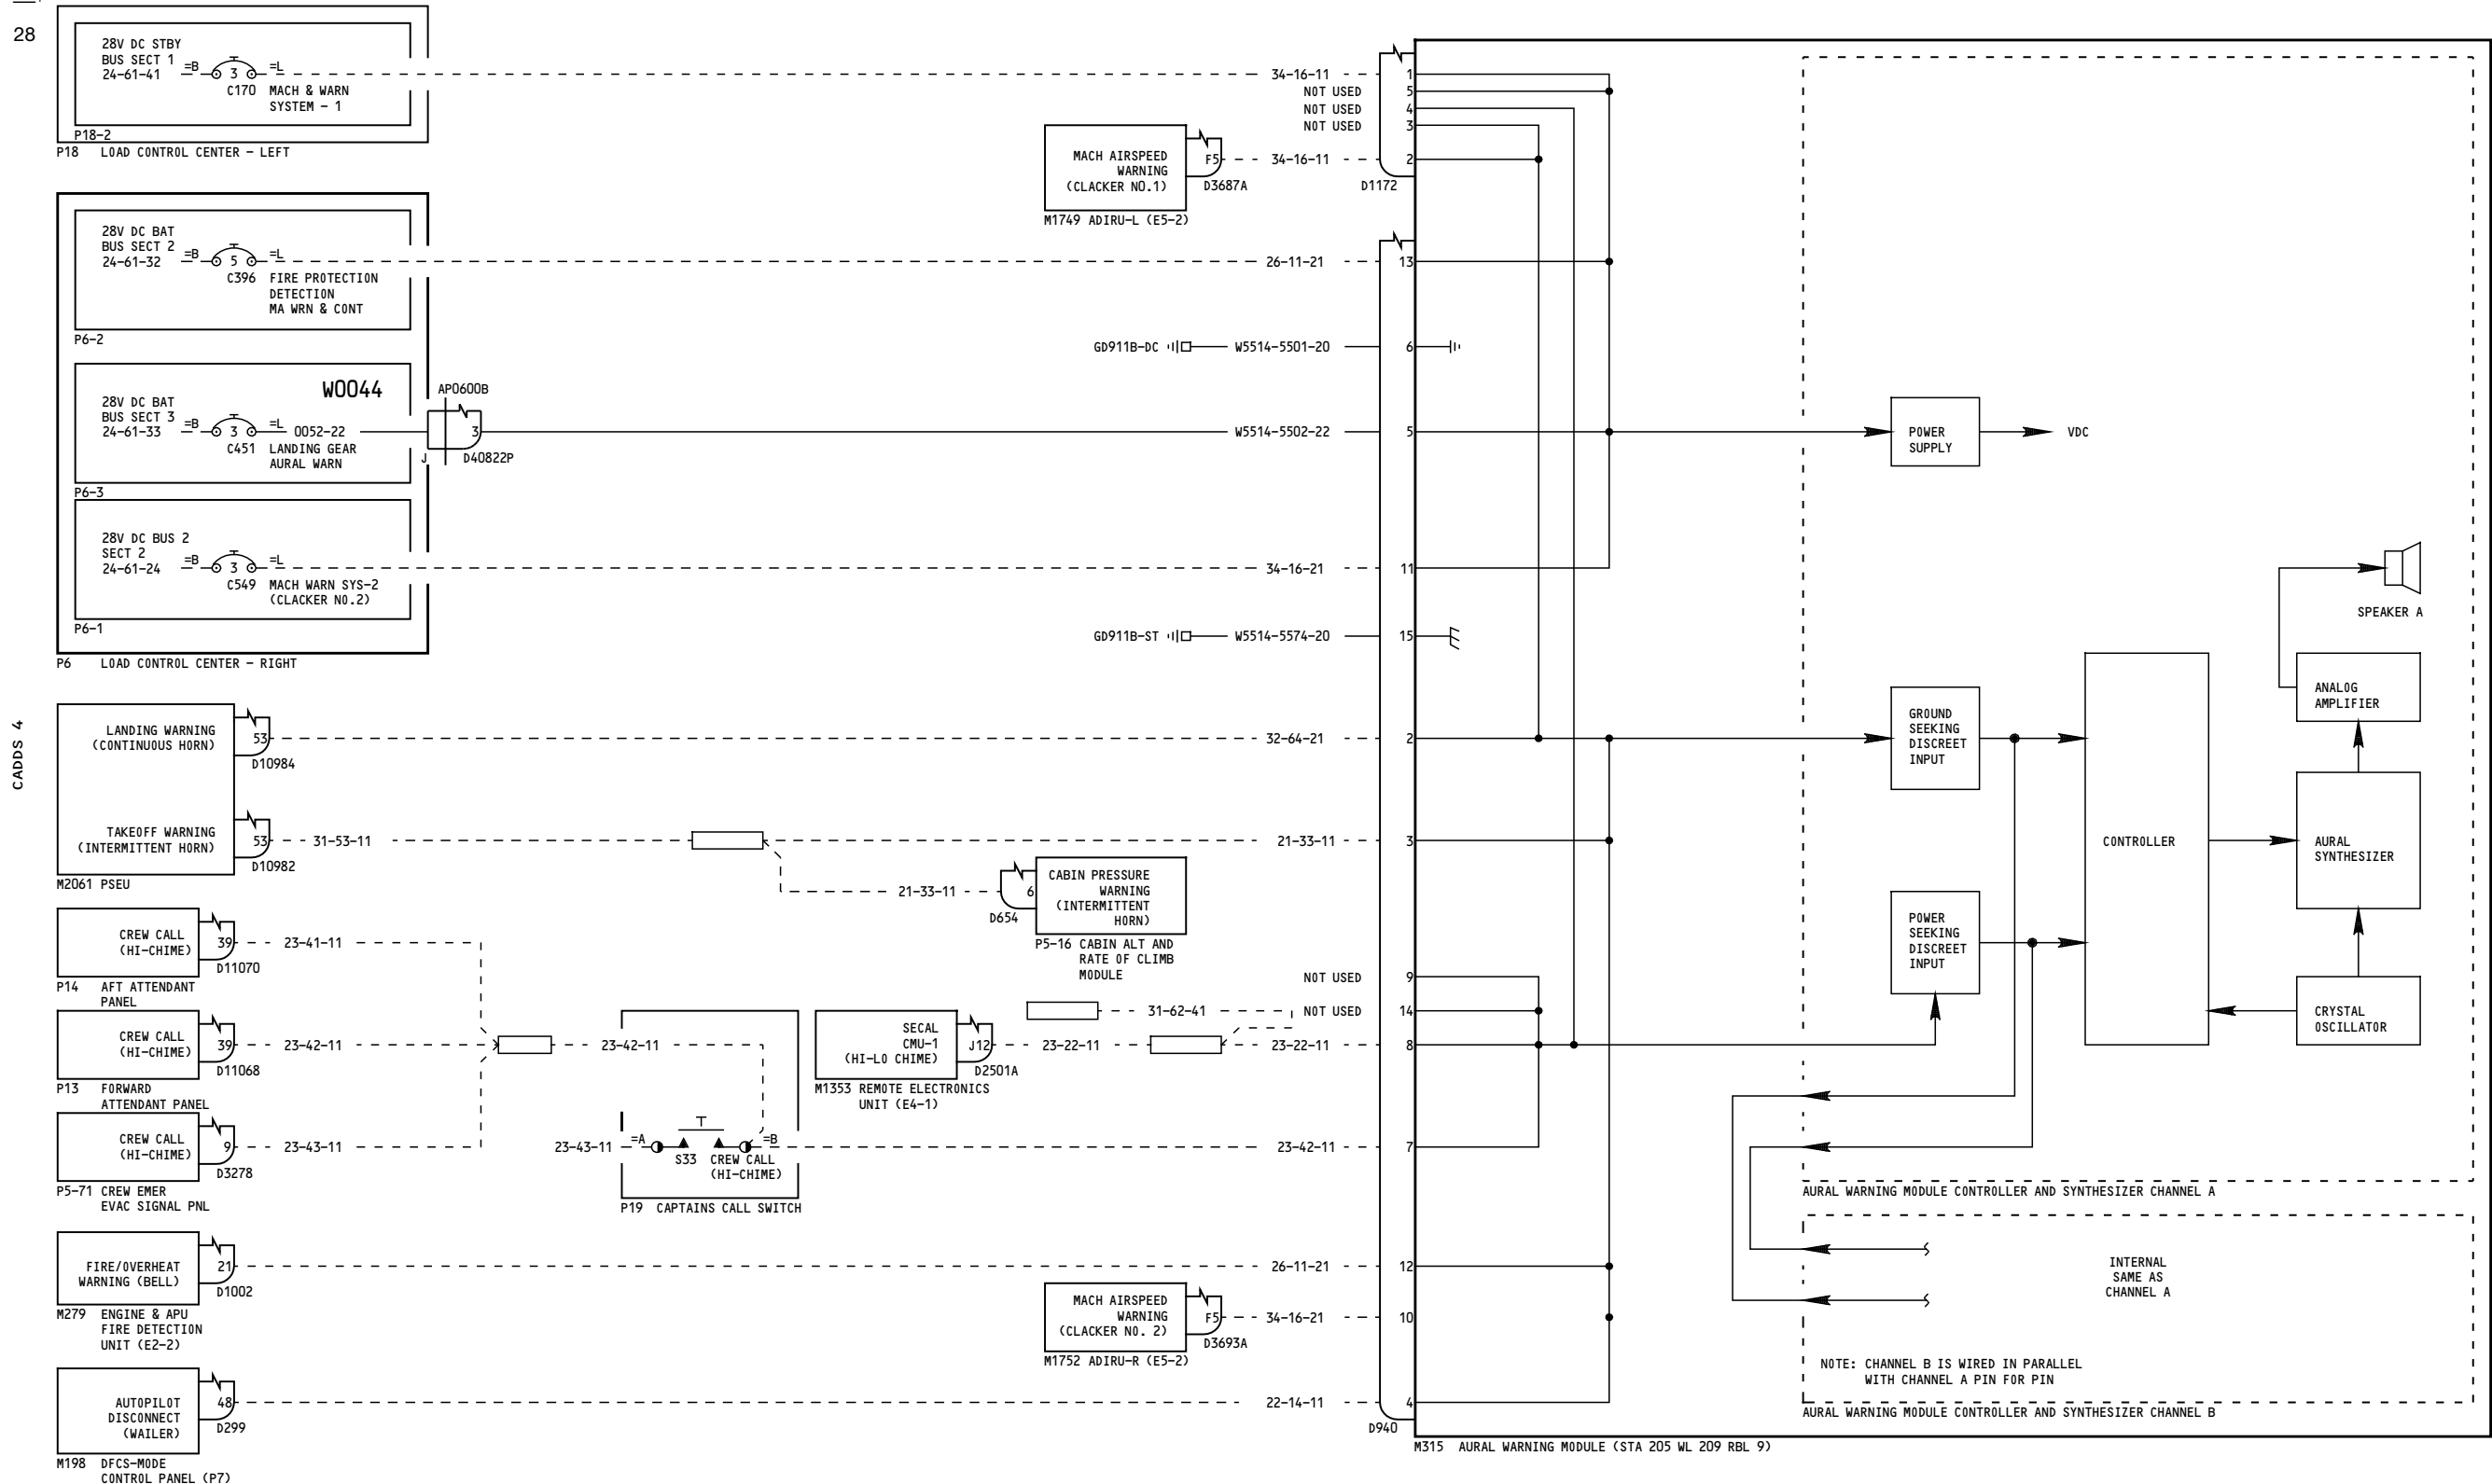 28
CADDS 4
28V DC STBY
BUS SECT 1
24-61-41
=B
3
=L
C170
MACH & WARN
SYSTEM - 1
P18-2
P18 LOAD CONTROL CENTER - LEFT
28V DC BAT
BUS SECT 2
24-61-32
=B
5
=L
C396
FIRE PROTECTION
DETECTION
MA WRN & CONT
P6-2
W0044
28V DC BAT
BUS SECT 3
24-61-33
=B
3
=L
0052-22
C451
LANDING GEAR
AURAL WARN
P6-3
AP0600B
3
J
D40822P
28V DC BUS 2
SECT 2
24-61-24
=B
3
=L
C549
MACH WARN SYS-2
(CLACKER NO.2)
P6-1
P6 LOAD CONTROL CENTER - RIGHT
LANDING WARNING
(CONTINUOUS HORN)
53
D10984
TAKEOFF WARNING
(INTERMITTENT HORN)
53
D10982
31-53-11
M2061 PSEU
CREW CALL
(HI-CHIME)
39
D11070
23-41-11
P14 AFT ATTENDANT
PANEL
CREW CALL
(HI-CHIME)
39
D11068
23-42-11
P13 FORWARD
ATTENDANT PANEL
CREW CALL
(HI-CHIME)
9
D3278
23-43-11
P5-71 CREW EMER
EVAC SIGNAL PNL
FIRE/OVERHEAT
WARNING (BELL)
21
D1002
M279 ENGINE & APU
FIRE DETECTION
UNIT (E2-2)
AUTOPILOT
DISCONNECT
(WAILER)
48
D299
M198 DFCS-MODE
CONTROL PANEL (P7)
23-42-11
23-43-11
=A
=B
S33
CREW CALL
(HI-CHIME)
P19 CAPTAINS CALL SWITCH
SECAL
CMU-1
(HI-LO CHIME)
J12
D2501A
23-22-11
M1353 REMOTE ELECTRONICS
UNIT (E4-1)
21-33-11
6
D654
CABIN PRESSURE
WARNING
(INTERMITTENT
HORN)
P5-16 CABIN ALT AND
RATE OF CLIMB
MODULE
31-62-41
MACH AIRSPEED
WARNING
(CLACKER NO.1)
F5
D3687A
M1749 ADIRU-L (E5-2)
MACH AIRSPEED
WARNING
(CLACKER NO. 2)
F5
D3693A
M1752 ADIRU-R (E5-2)
34-16-11
1
NOT USED
5
NOT USED
4
NOT USED
3
34-16-11
2
D1172
26-11-21
13
GD911B-DC
W5514-5501-20
6
W5514-5502-22
5
34-16-21
11
GD911B-ST
W5514-5574-20
15
32-64-21
2
21-33-11
3
NOT USED
9
NOT USED
14
23-22-11
8
23-42-11
7
26-11-21
12
34-16-21
10
22-14-11
4
D940
M315 AURAL WARNING MODULE (STA 205 WL 209 RBL 9)
POWER
SUPPLY
VDC
SPEAKER A
GROUND
SEEKING
DISCREET
INPUT
ANALOG
AMPLIFIER
CONTROLLER
AURAL
SYNTHESIZER
POWER
SEEKING
DISCREET
INPUT
CRYSTAL
OSCILLATOR
AURAL WARNING MODULE CONTROLLER AND SYNTHESIZER CHANNEL A
INTERNAL
SAME AS
CHANNEL A
NOTE: CHANNEL B IS WIRED IN PARALLEL
WITH CHANNEL A PIN FOR PIN
AURAL WARNING MODULE CONTROLLER AND SYNTHESIZER CHANNEL B